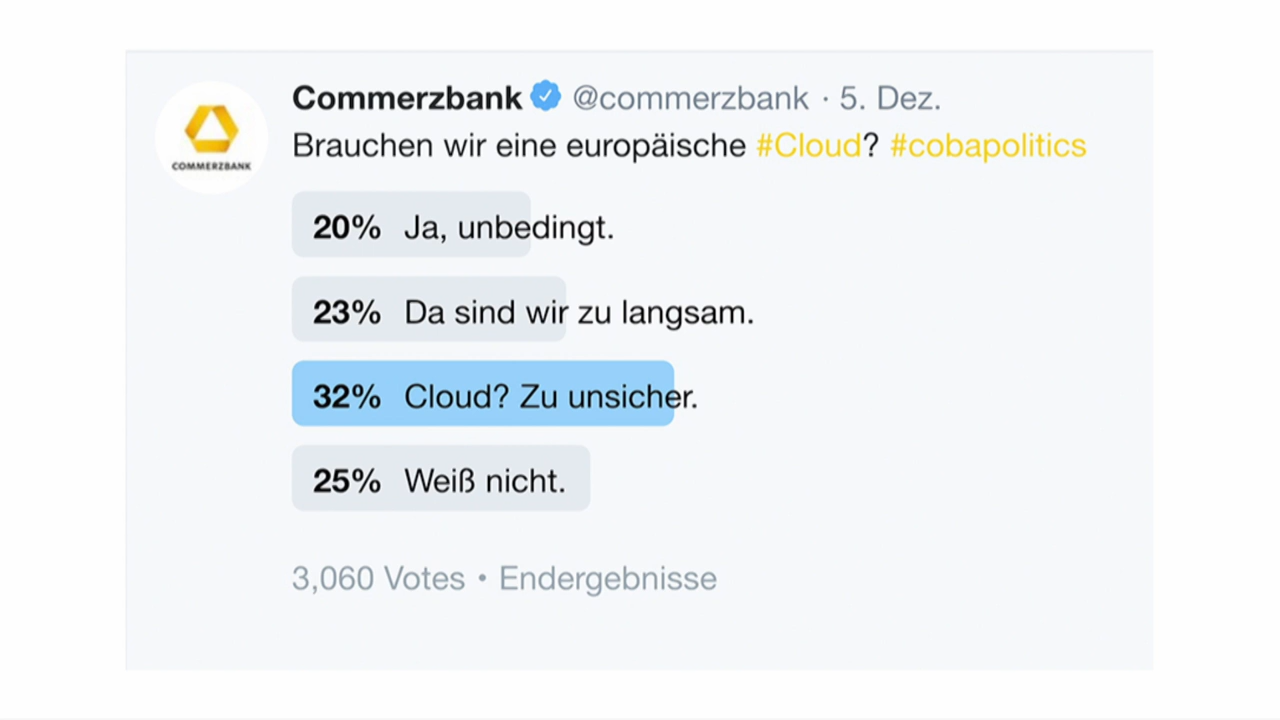 Commerzbank @commerzbank · 5. Dez.
COMMERZBANK
Brauchen wir eine europäische #Cloud? #cobapolitics
20% Ja, unbedingt.
23% Da sind wir zu langsam.
32% Cloud? Zu unsicher.
25% Weiß nicht.
3,060 Votes • Endergebnisse